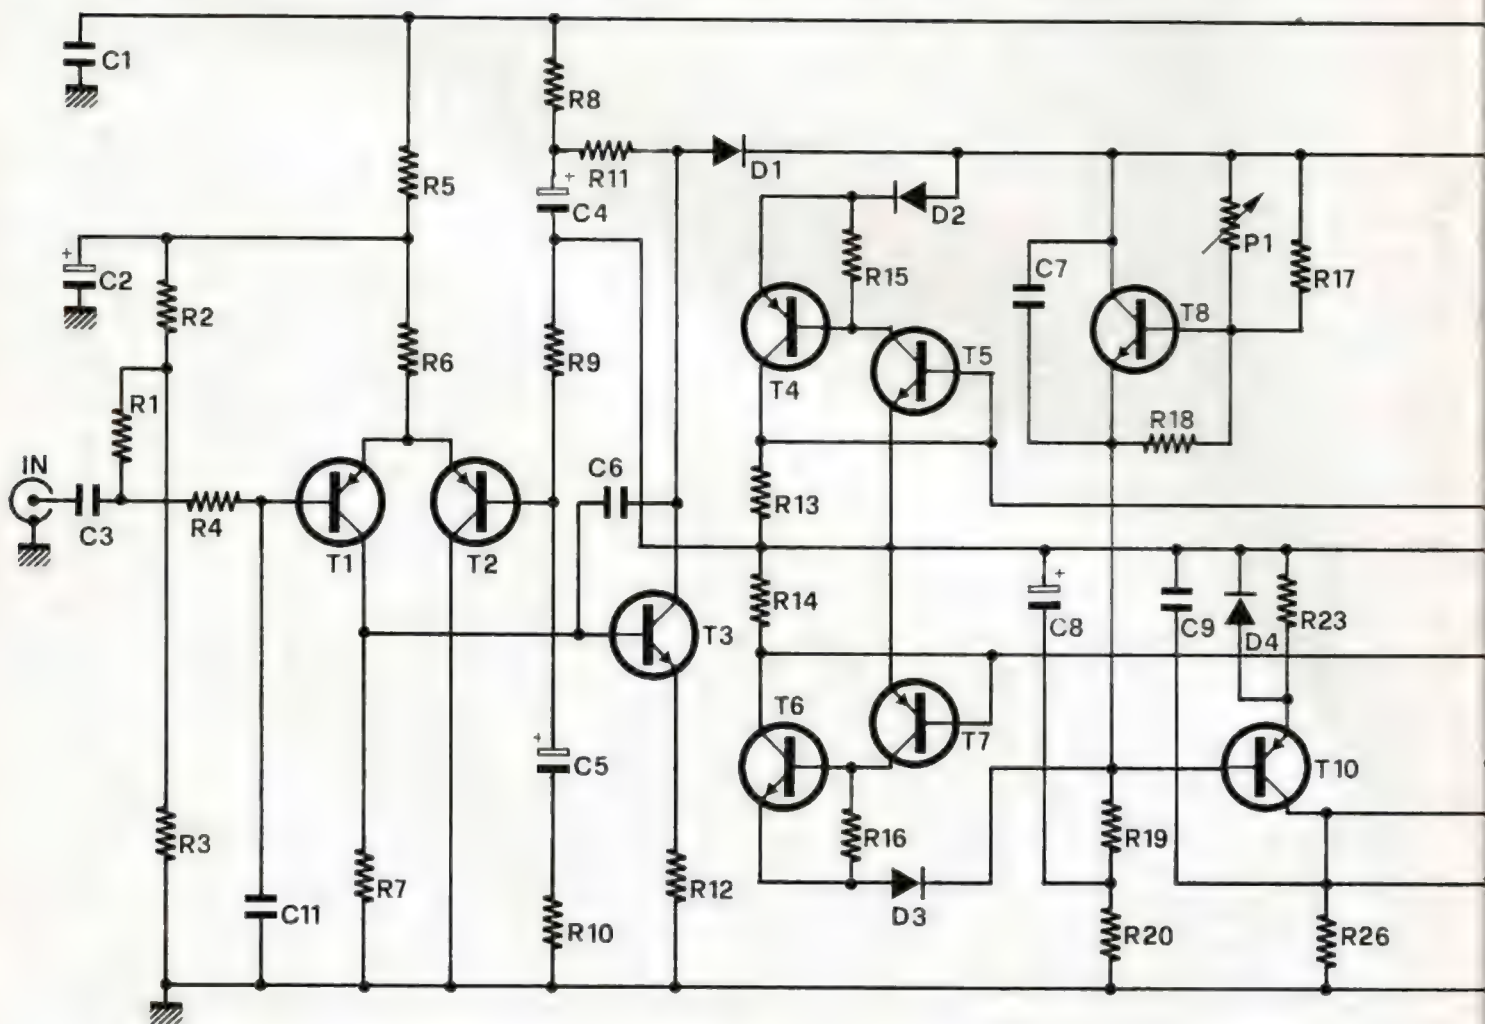 C1
R8
R11
D1
R5
C4
D2
C2
R15
C7
P1
R2
R17
T8
R6
R9
T5
T4
R1
R18
IN
C6
R13
C3
R4
T1
T2
R14
C8
C9
D4
R23
T3
T6
T7
C5
T10
R3
R16
R19
R7
R12
D3
C11
R10
R20
R26
+
+
+
+